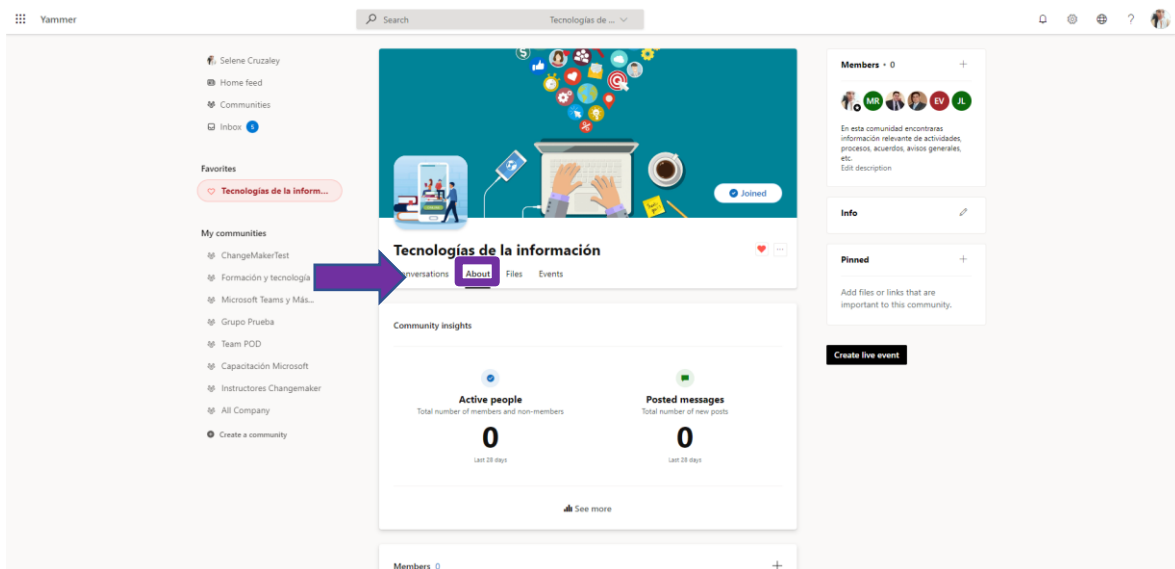 Yammer
Search
Tecnologías de ...
Selene Cruzaley
Home feed
Communities
Inbox 6
Favorites
Tecnologías de la inform...
My communities
ChangeMakerTest
Formación y tecnología
Microsoft Teams y Más...
Grupo Prueba
Team POD
Capacitación Microsoft
Instructores Changemaker
All Company
Create a community
Joined
Tecnologías de la información
onversations About Files Events
Community insights
Active people
Total number of members and non-members
0
Last 28 days
Posted messages
Total number of new posts
0
Last 28 days
See more
Members 0
Members • 0
MR
EV
JL
En esta comunidad encontraras
información relevante de actividades,
procesos, acuerdos, avisos generales,
etc.
Edit description
Info
Pinned
Add files or links that are
important to this community.
Create live event